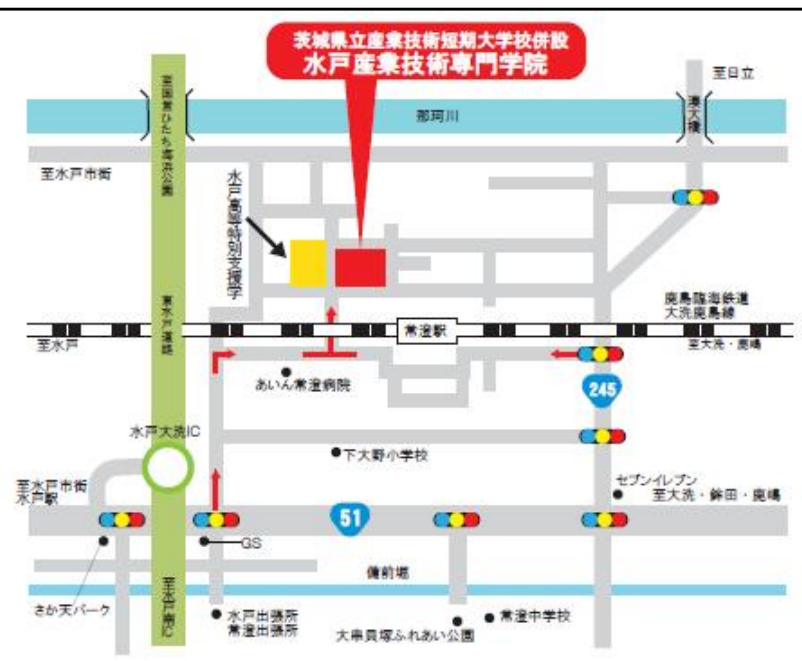 茨城県立産業技術短期大学校併設
水戸産業技術専門学院
至日立
至国営ひたち海浜公園
那珂川
湊大橋
至水戸市街
水戸高等特別支援学
東水戸道路
鹿島臨海鉄道
大洗鹿島線
常澄駅
至水戸
至大洗・鹿嶋
あいん常澄病院
245
水戸大洗IC
下大野小学校
セブンイレブン
至大洗・鉾田・鹿嶋
至水戸市街
水戸駅
51
GS
備前堀
さか天パーク
至水戸南IC
水戸出張所
常澄出張所
大串貝塚ふれあい公園
常澄中学校